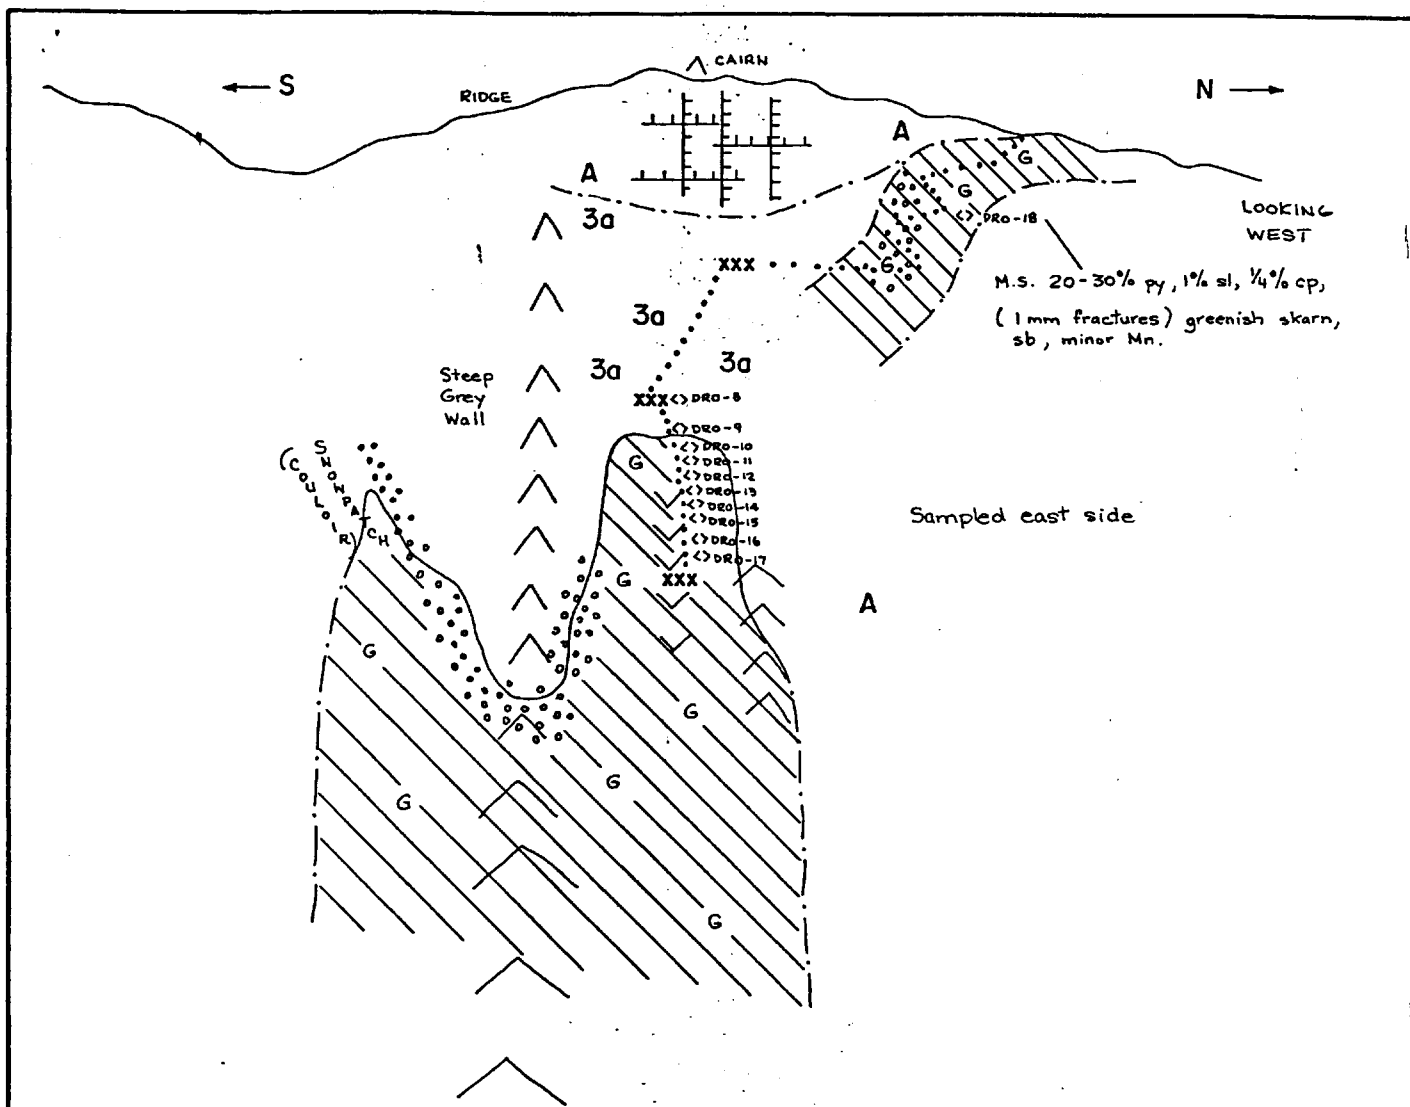 CAIRN
← S
RIDGE
N →
A
A
G
G
3a
<> DRO-18
LOOKING
WEST
XXX
G
M.S. 20-30% py, 1% sl, ¼% cp,
(1 mm fractures) greenish skarn,
sb, minor Mn.
3a
3a
3a
Steep
Grey
Wall
XXX <> DRO-8
<> DRO-9
<> DRO-10
<> DRO-11
<> DRO-12
<> DRO-13
<> DRO-14
<> DRO-15
<> DRO-16
<> DRO-17
G
SNOWPATCH
(COULOIR)
Sampled east side
G
XXX
A
G
G
G
G
G